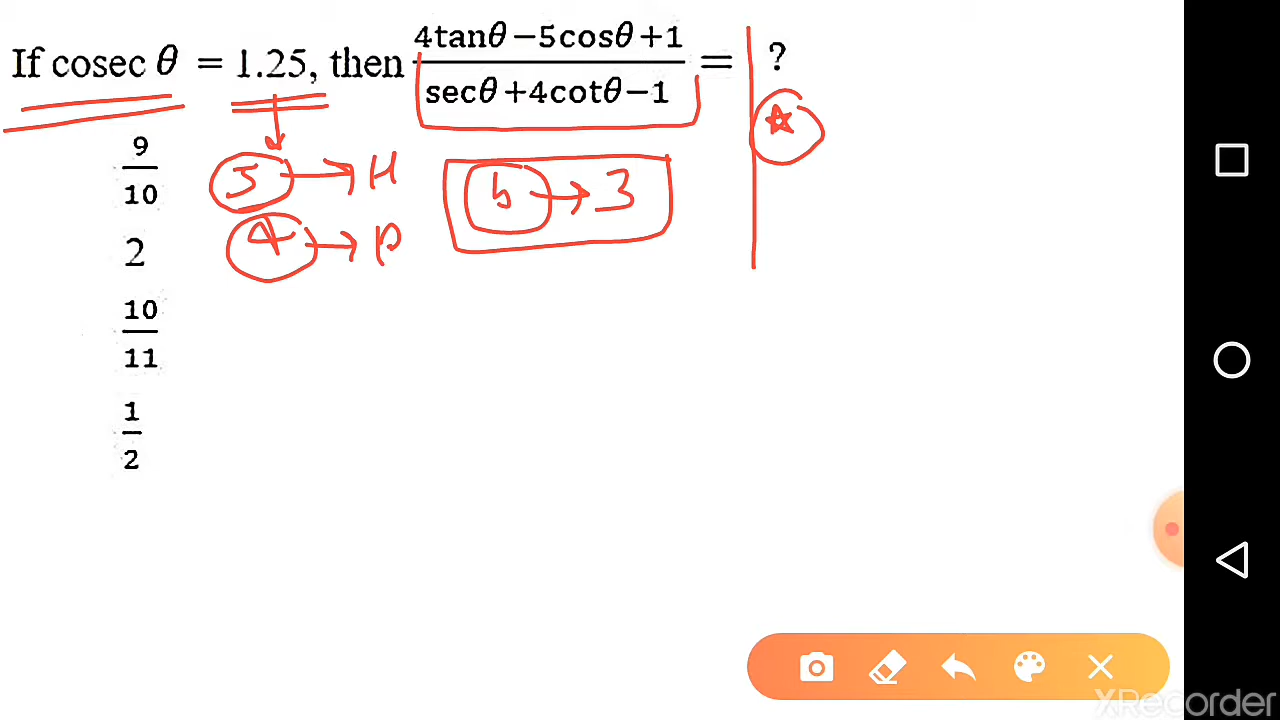 If cosec θ = 1.25, then 4tanθ−5cosθ+1 / secθ+4cotθ−1 = ?
9/10
5 → H
4 → P
b → 3
2
10/11
1/2
XRecorder